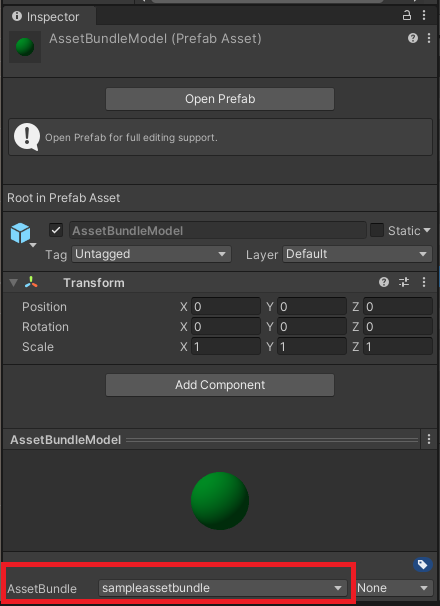 Inspector
AssetBundleModel (Prefab Asset)
Open Prefab
Open Prefab for full editing support.
Root in Prefab Asset
AssetBundleModel Static
Tag Untagged Layer Default
Transform
Position X 0 Y 0 Z 0
Rotation X 0 Y 0 Z 0
Scale X 1 Y 1 Z 1
Add Component
AssetBundleModel
AssetBundle sampleassetbundle None